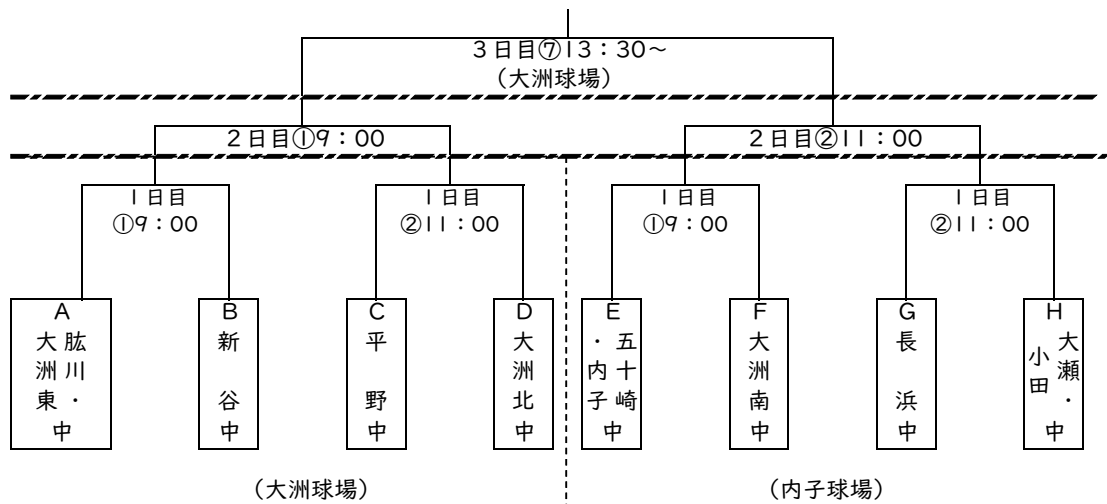 3日目⑦13:30~
(大洲球場)
2日目①9:00
2日目②11:00
1日目
①9:00
1日目
②11:00
1日目
①9:00
1日目
②11:00
A
肱川・
大洲東
中
B
新谷中
C
平野中
D
大洲北中
E
五十崎
・内子
中
F
大洲南中
G
長浜中
H
大瀬・
小田
中
(大洲球場)
(内子球場)